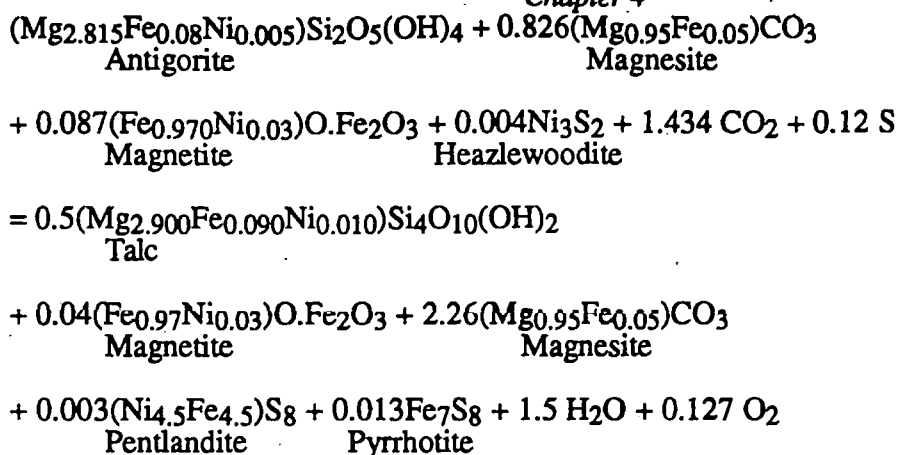 Chapter 4
(Mg2.815Fe0.08Ni0.005)Si2O5(OH)4 + 0.826(Mg0.95Fe0.05)CO3
Antigorite Magnesite
+ 0.087(Fe0.970Ni0.03)O.Fe2O3 + 0.004Ni3S2 + 1.434 CO2 + 0.12 S
Magnetite Heazlewoodite
= 0.5(Mg2.900Fe0.090Ni0.010)Si4O10(OH)2
Talc
+ 0.04(Fe0.97Ni0.03)O.Fe2O3 + 2.26(Mg0.95Fe0.05)CO3
Magnetite Magnesite
+ 0.003(Ni4.5Fe4.5)S8 + 0.013Fe7S8 + 1.5 H2O + 0.127 O2
Pentlandite Pyrrhotite